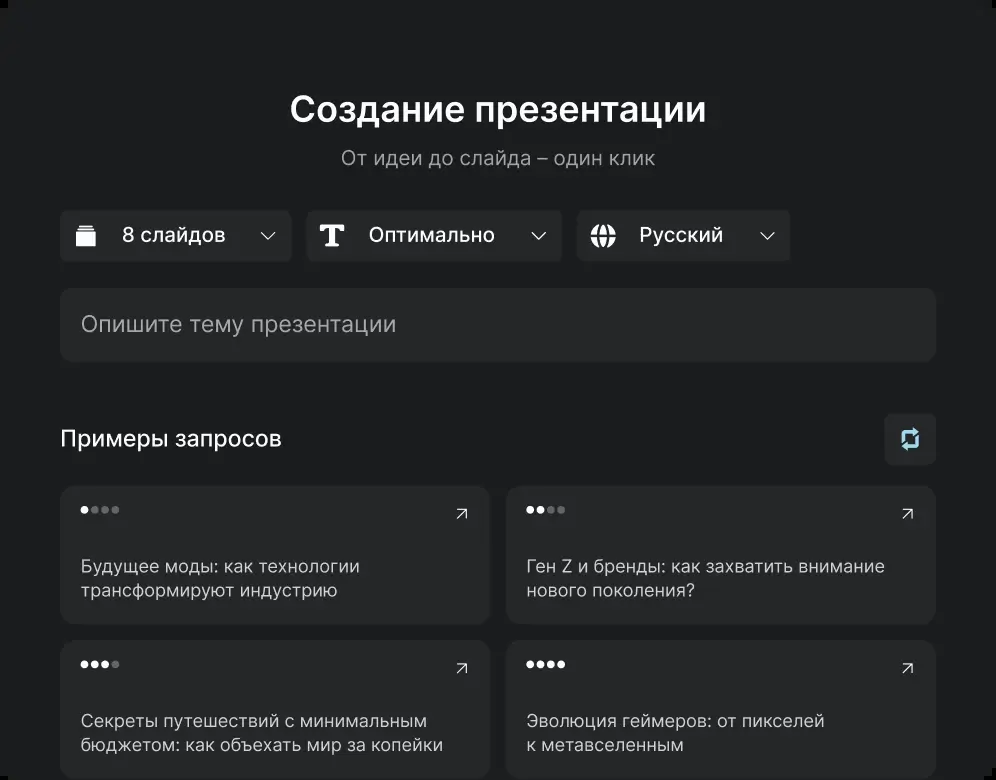 Создание презентации
От идеи до слайда – один клик
8 слайдов
Оптимально
Русский
Опишите тему презентации
Примеры запросов
Будущее моды: как технологии
трансформируют индустрию
Ген Z и бренды: как захватить внимание
нового поколения?
Секреты путешествий с минимальным
бюджетом: как объехать мир за копейки
Эволюция геймеров: от пикселей
к метавселенным